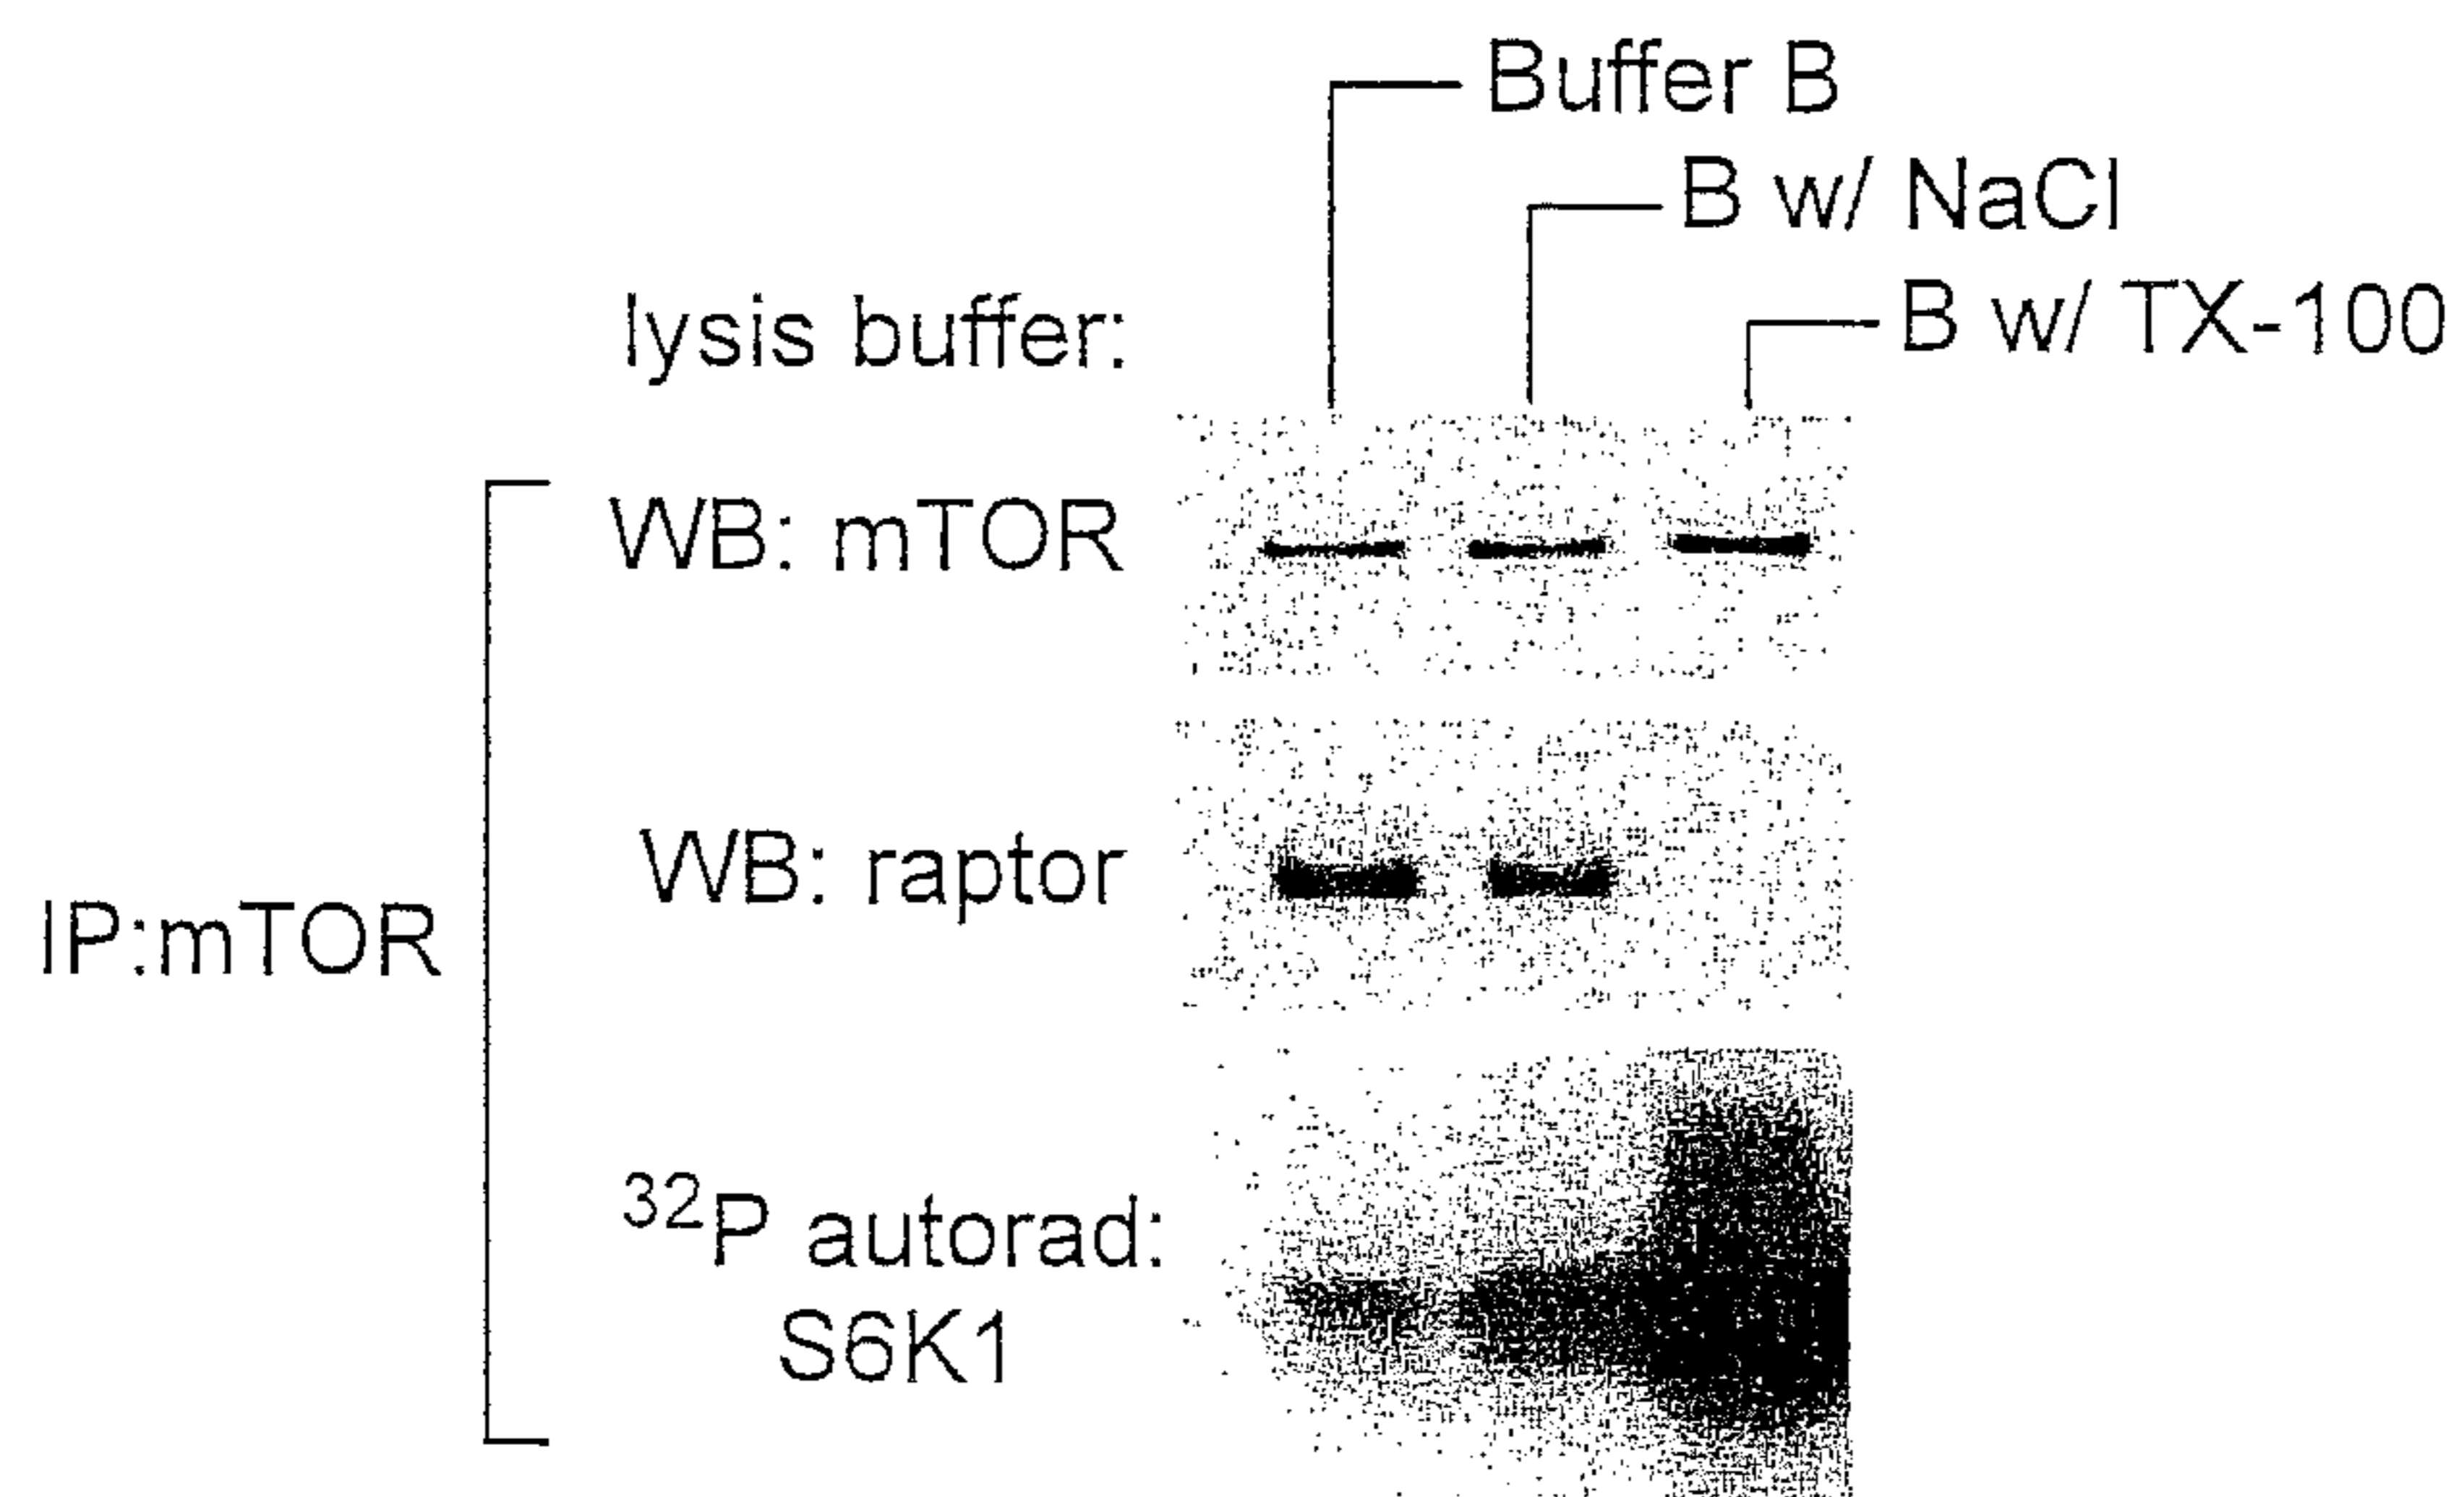 Buffer B
B w/ NaCl
B w/ TX-100
lysis buffer:
WB: mTOR
WB: raptor
IP:mTOR
³²P autorad:
S6K1